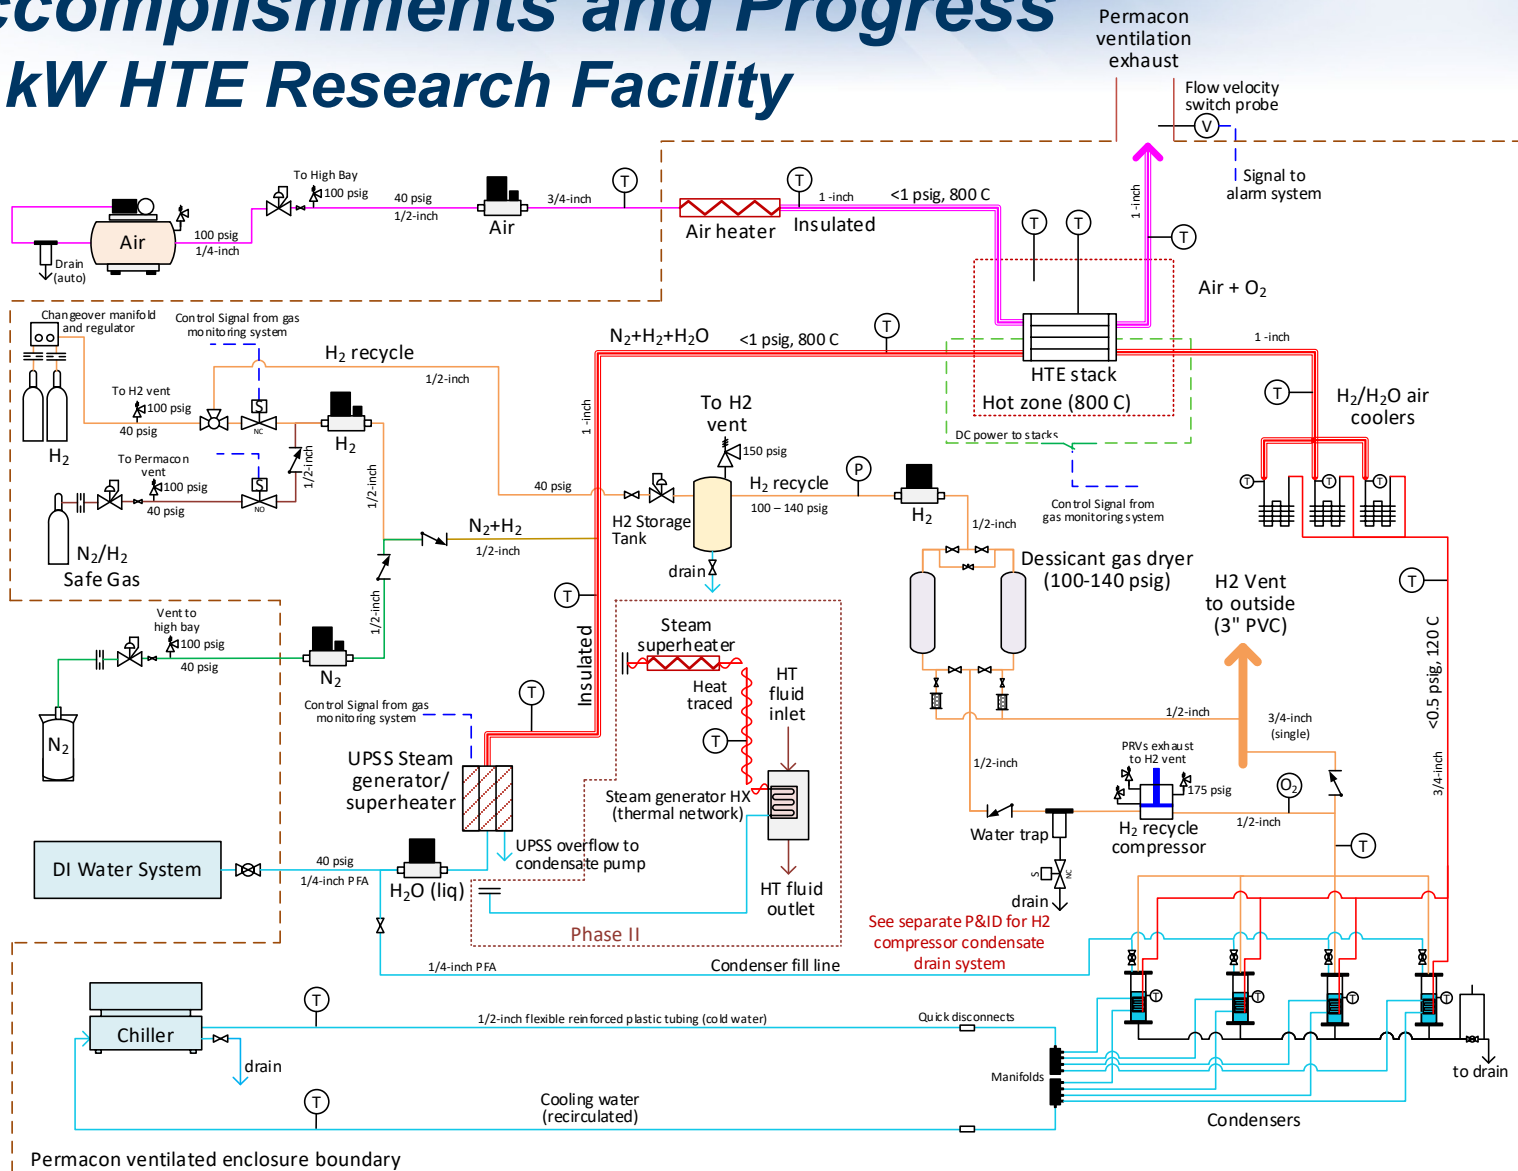 ccomplishments and Progress
kW HTE Research Facility
Permacon
ventilation
exhaust
Flow velocity
switch probe
V
Signal to
alarm system
To High Bay
100 psig
40 psig
1/2-inch
Air
3/4-inch
T
Air heater
T
1 -inch
Insulated
<1 psig, 800 C
1-inch
T
T
T
Air
100 psig
1/4-inch
Drain
(auto)
Air + O2
Changeover manifold
and regulator
Control Signal from gas
monitoring system
H2 recycle
1/2-inch
N2+H2+H2O
<1 psig, 800 C
T
HTE stack
Hot zone (800 C)
DC power to stacks
Control Signal from
gas monitoring system
1 -inch
T
H2/H2O air
coolers
T
T
T
To H2 vent
100 psig
40 psig
S
NC
H2
H2
To Permacon
vent
100 psig
40 psig
S
NO
1/2-inch
1/2-inch
N2/H2
Safe Gas
1 -inch
To H2
vent
150 psig
40 psig
H2 Storage
Tank
drain
H2 recycle
100 – 140 psig
P
H2
1/2-inch
Dessicant gas dryer
(100-140 psig)
N2+H2
1/2-inch
T
Insulated
1/2-inch
Vent to
high bay
100 psig
40 psig
N2
N2
T
Control Signal from gas
monitoring system
UPSS Steam
generator/
superheater
UPSS overflow to
condensate pump
Steam
superheater
Heat
traced
T
HT
fluid
inlet
Steam generator HX
(thermal network)
HT fluid
outlet
Phase II
H2 Vent
to outside
(3" PVC)
T
<0.5 psig, 120 C
3/4-inch
1/2-inch
3/4-inch
(single)
1/2-inch
PRVs exhaust
to H2 vent
175 psig
O2
1/2-inch
Water trap
H2 recycle
compressor
T
S
NC
drain
See separate P&ID for H2
compressor condensate
drain system
DI Water System
40 psig
1/4-inch PFA
H2O (liq)
1/4-inch PFA
Condenser fill line
Chiller
drain
T
1/2-inch flexible reinforced plastic tubing (cold water)
Quick disconnects
T
T
T
T
to drain
Manifolds
T
Cooling water
(recirculated)
Condensers
Permacon ventilated enclosure boundary